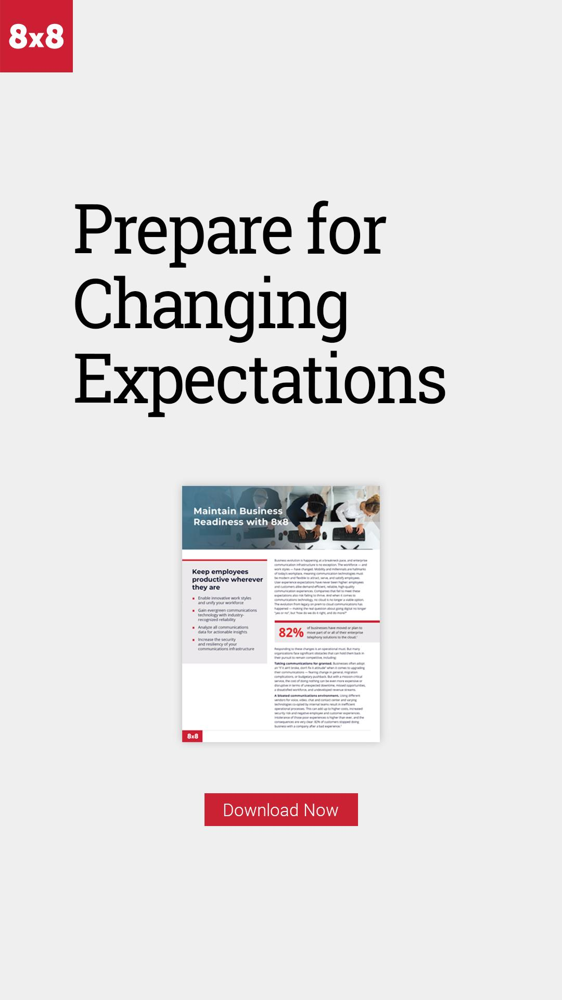 8x8
Prepare for
Changing
Expectations
Maintain Business
Readiness with 8x8
Keep employees
productive wherever
they are
Enable innovative work styles
and unify your workforce
Gain evergreen communications
technology with industry-
recognized reliability
Analyze all communications
data for actionable insights
Increase the security
and resiliency of your
communications infrastructure
Business evolution is happening at a breakneck pace, and enterprise
communication infrastructure is no exception. The workforce — and
work styles — have changed. Mobility and millennials are hallmarks
of today's workplace, meaning communication technologies must
be modern and flexible to attract, serve, and satisfy employees.
User experience expectations have never been higher: employees
and customers alike demand efficient, reliable, high-quality
communication experiences. Companies that fail to meet these
expectations also risk failing to thrive. And when it comes to
communications technology, no cloud is no longer a viable option.
The evolution from legacy on prem to cloud communications has
happened — making the real question about going digital no longer
"yes or no", but "how do we do it right, and do more?"
82%
of businesses have moved or plan to
move part of or all of their enterprise
telephony solutions to the cloud.¹
Responding to these changes is an operational must. But many
organizations face significant obstacles that can hold them back in
their pursuit to remain competitive, including:
Taking communications for granted. Businesses often adopt
an "if it ain't broke, don't fix it attitude" when it comes to upgrading
their communications — fearing change in general, migration
complications, or budgetary pushback. But with a mission-critical
service, the cost of doing nothing can be even more expensive or
disruptive in terms of unexpected downtime, missed opportunities,
a dissatisfied workforce, and undeveloped revenue streams.
A bloated communications environment. Using different
vendors for voice, video, chat and contact center and varying
technologies co-opted by internal teams result in inefficient
operational processes. This can add up to higher costs, increased
security risk and negative employee and customer experiences.
Intolerance of those poor experiences is higher than ever, and the
consequences are very clear: 82% of customers stopped doing
business with a company after a bad experience.²
8x8
Download Now